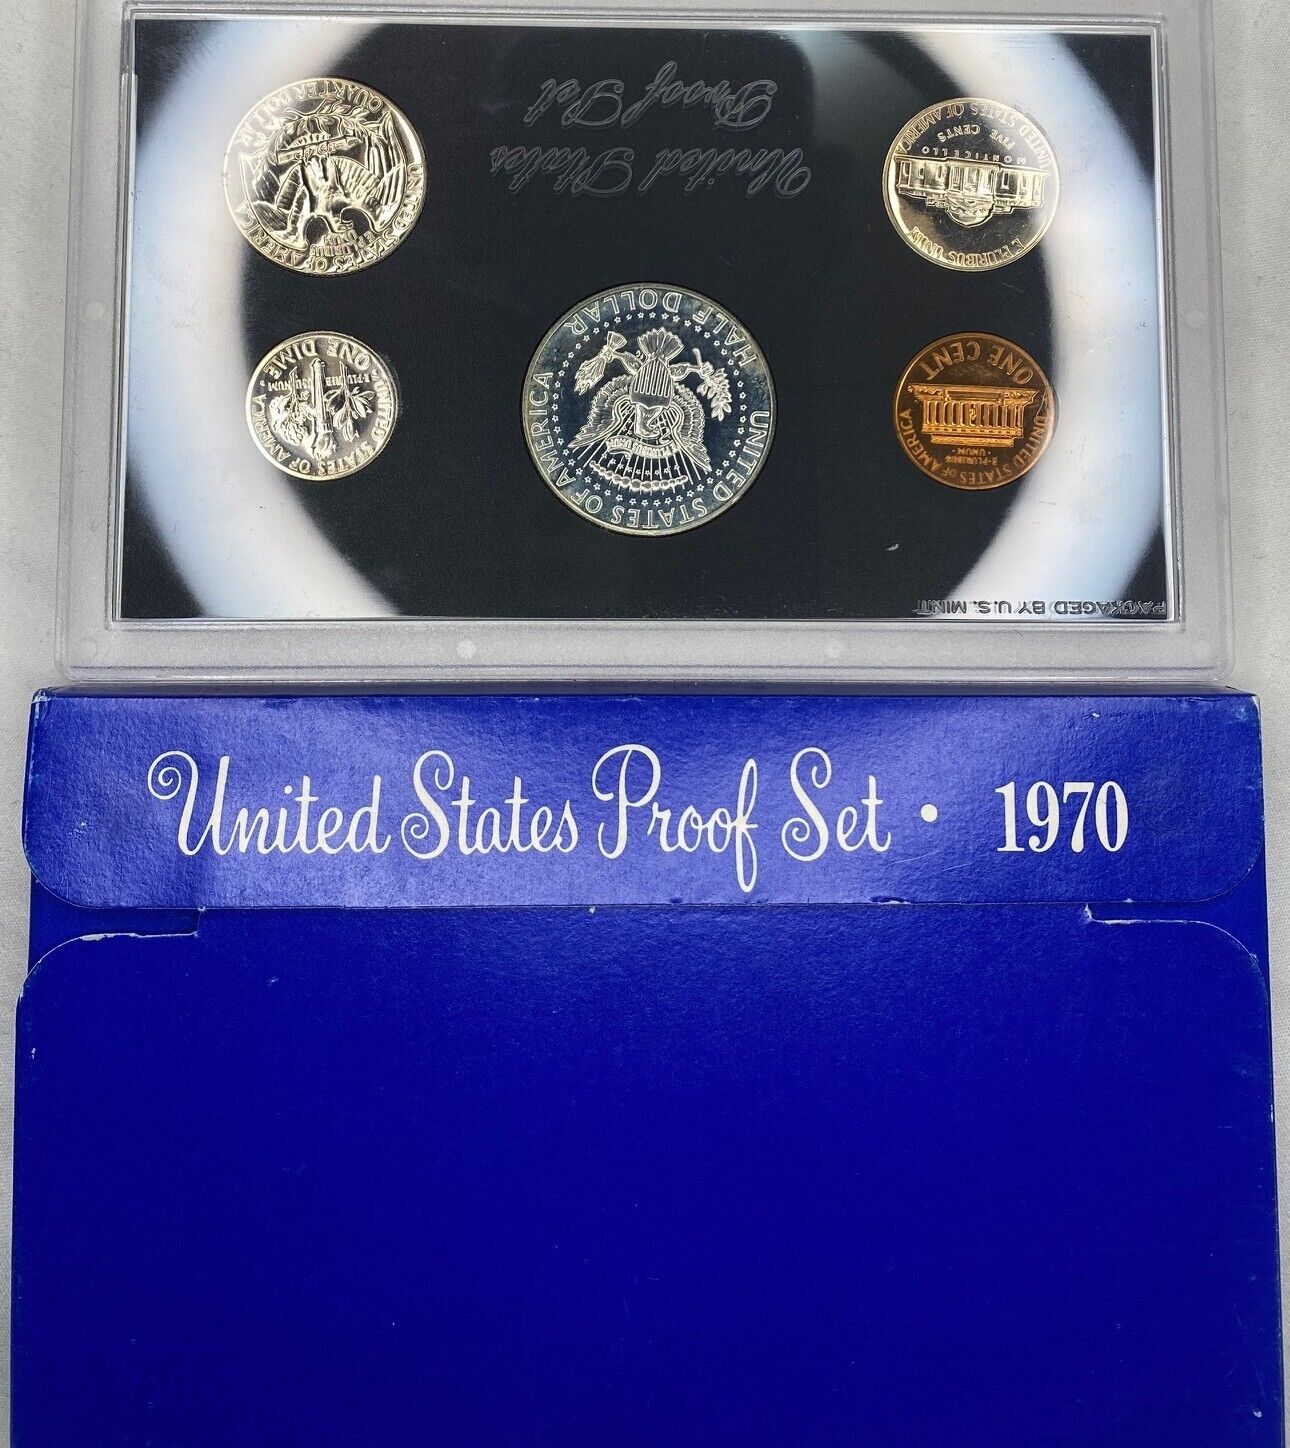 Proof Set
United States
QUARTER DOLLAR
UNITED STATES OF AMERICA
E PLURIBUS UNUM
UNITED STATES OF AMERICA
FIVE CENTS
MONTICELLO
E PLURIBUS UNUM
ONE DIME
UNITED STATES OF AMERICA
E PLURIBUS UNUM
HALF DOLLAR
UNITED STATES OF AMERICA
ONE CENT
UNITED STATES OF AMERICA
E·PLURIBUS
·UNUM·
PACKAGED BY U.S. MINT
United States Proof Set · 1970